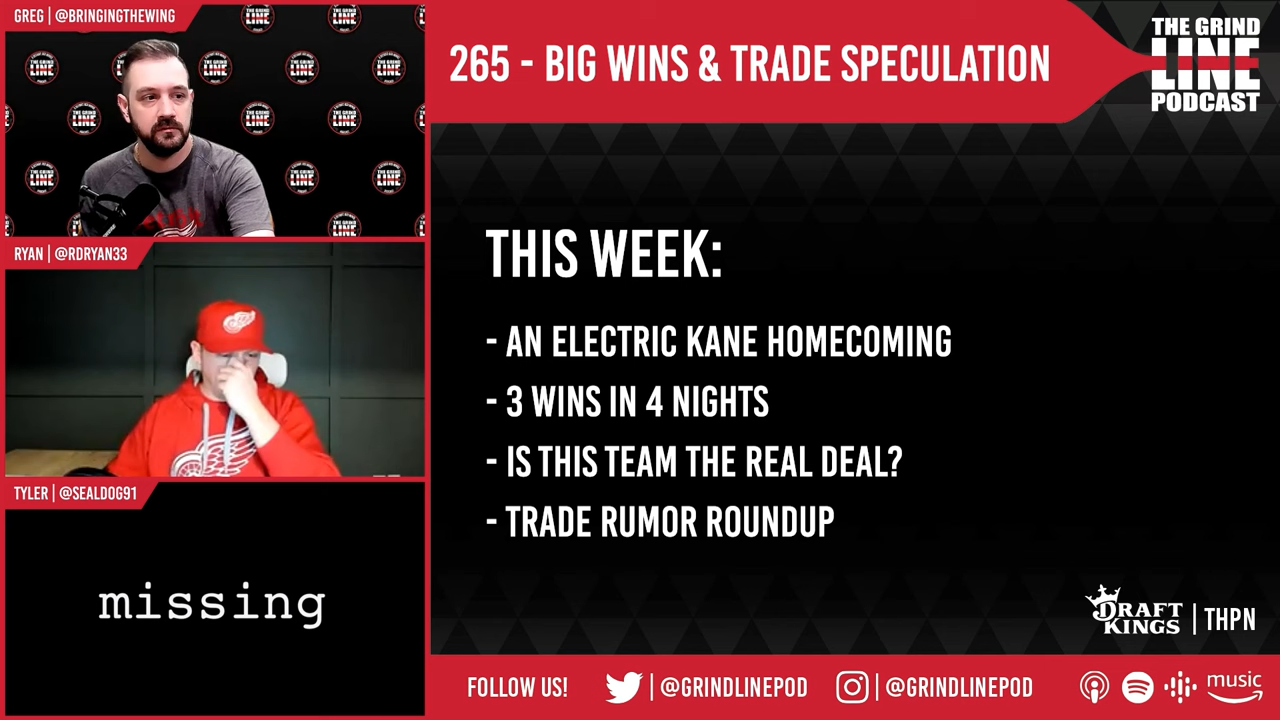 GREG | @BRINGINGTHEWING
265 - BIG WINS & TRADE SPECULATION
THE GRIND
LINE
PODCAST
RYAN | @RDRYAN33
TYLER | @SEALDOG91
missing
THIS WEEK:
- AN ELECTRIC KANE HOMECOMING
- 3 WINS IN 4 NIGHTS
- IS THIS TEAM THE REAL DEAL?
- TRADE RUMOR ROUNDUP
DRAFT
KINGS | THPN
FOLLOW US! | @GRINDLINEPOD | @GRINDLINEPOD music